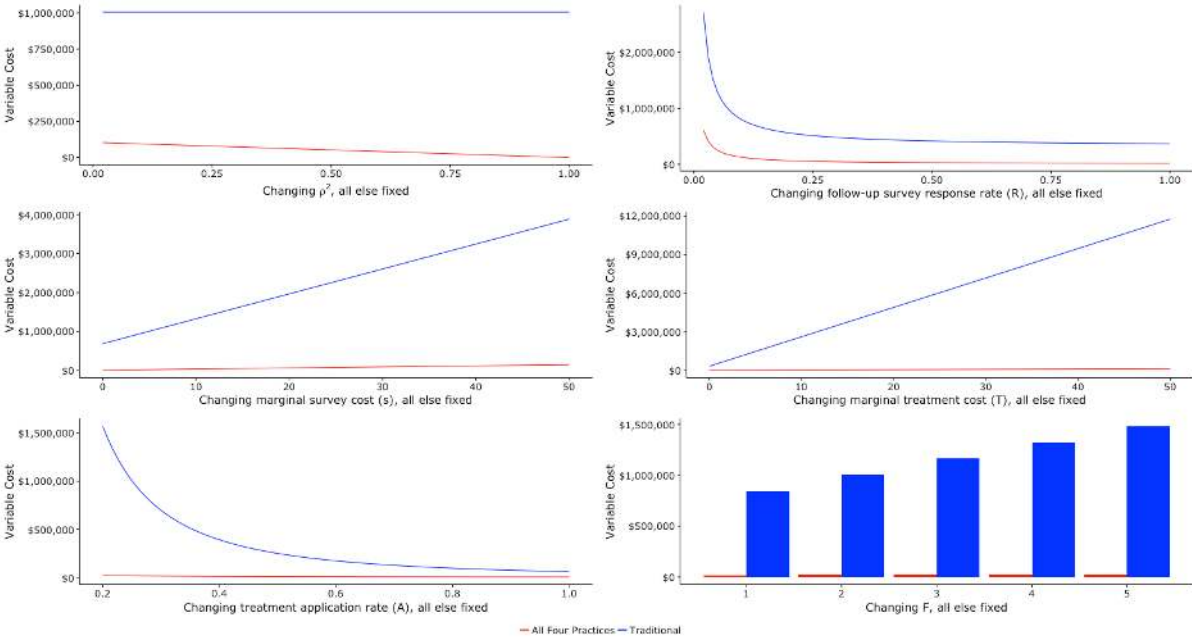 $1,000,000
$750,000
$500,000
$250,000
$0
Variable Cost
0.00 0.25 0.50 0.75 1.00
Changing ρ², all else fixed
$2,000,000
$1,000,000
$0
Variable Cost
0.00 0.25 0.50 0.75 1.00
Changing follow-up survey response rate (R), all else fixed
$4,000,000
$3,000,000
$2,000,000
$1,000,000
$0
Variable Cost
0 10 20 30 40 50
Changing marginal survey cost (s), all else fixed
$12,000,000
$9,000,000
$6,000,000
$3,000,000
$0
Variable Cost
0 10 20 30 40 50
Changing marginal treatment cost (T), all else fixed
$1,500,000
$1,000,000
$500,000
$0
Variable Cost
0.2 0.4 0.6 0.8 1.0
Changing treatment application rate (A), all else fixed
$1,500,000
$1,000,000
$500,000
$0
Variable Cost
1 2 3 4 5
Changing F, all else fixed
All Four Practices Traditional